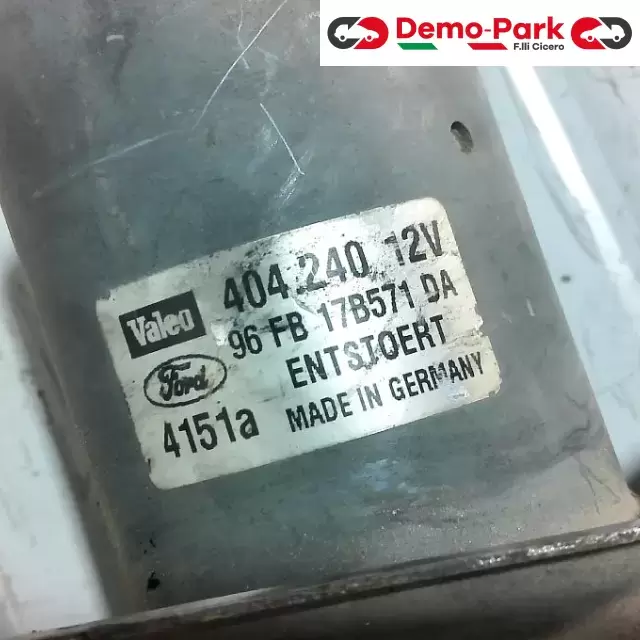 Demo-Park
F.lli Cicero
Valeo 404.240 12V
96 FB 17B571 DA
Ford ENTSTOERT
4151a MADE IN GERMANY